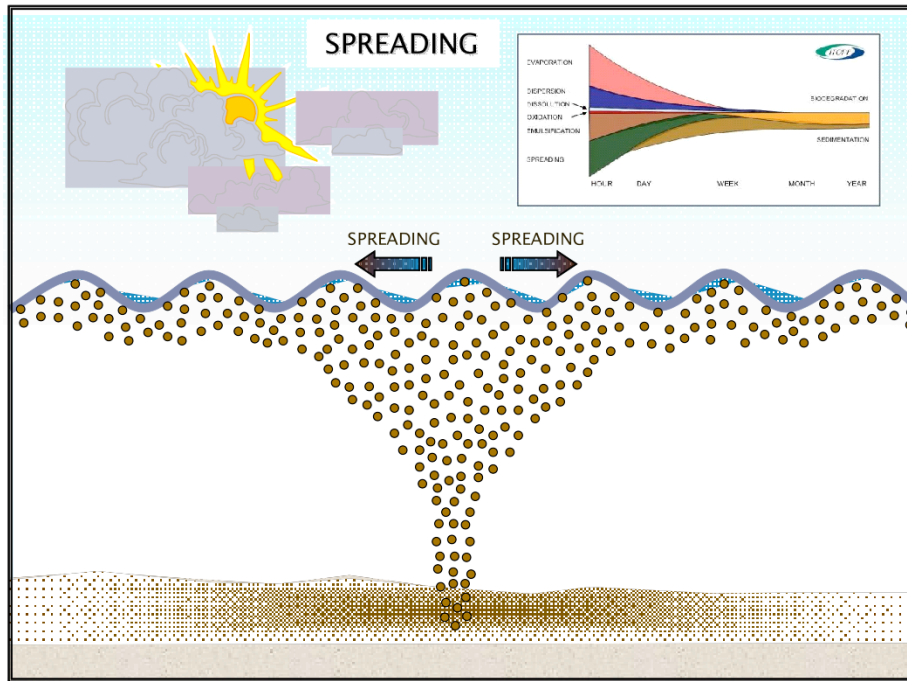 SPREADING
EVAPORATION
DISPERSION
DISSOLUTION
OXIDATION
EMULSIFICATION
SPREADING
BIODEGRADATION
SEDIMENTATION
HOUR DAY WEEK MONTH YEAR
SPREADING SPREADING